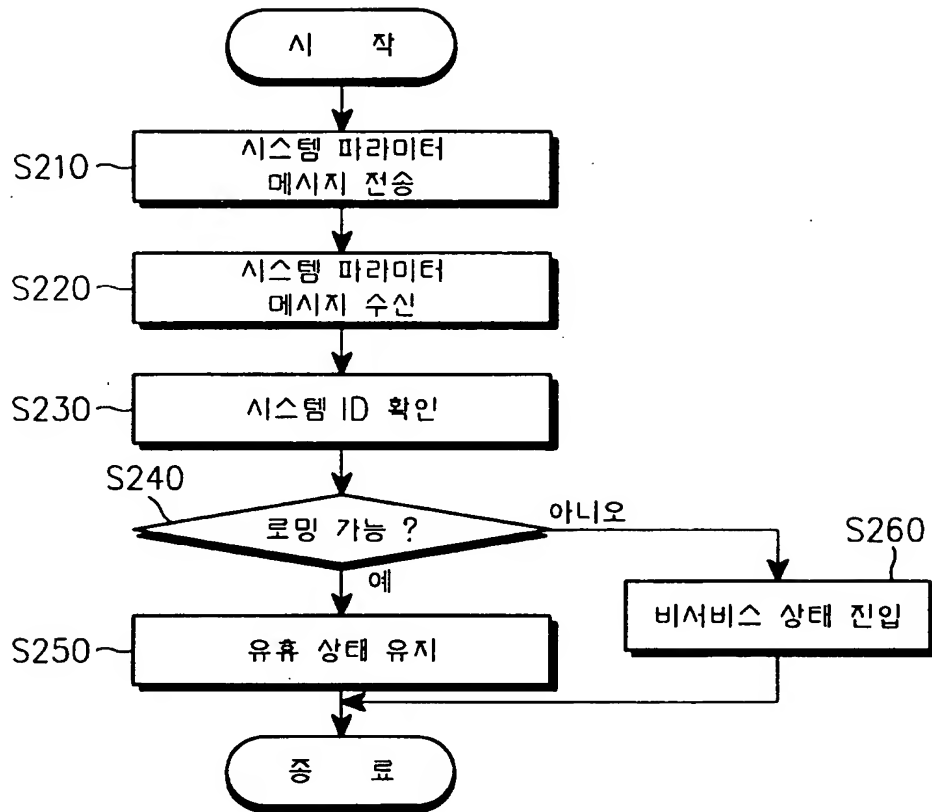 시 작
S210
시스템 파라미터
메시지 전송
S220
시스템 파라미터
메시지 수신
S230
시스템 ID 확인
S240
로밍 가능 ?
아니오
예
S260
비서비스 상태 진입
S250
유휴 상태 유지
종 료